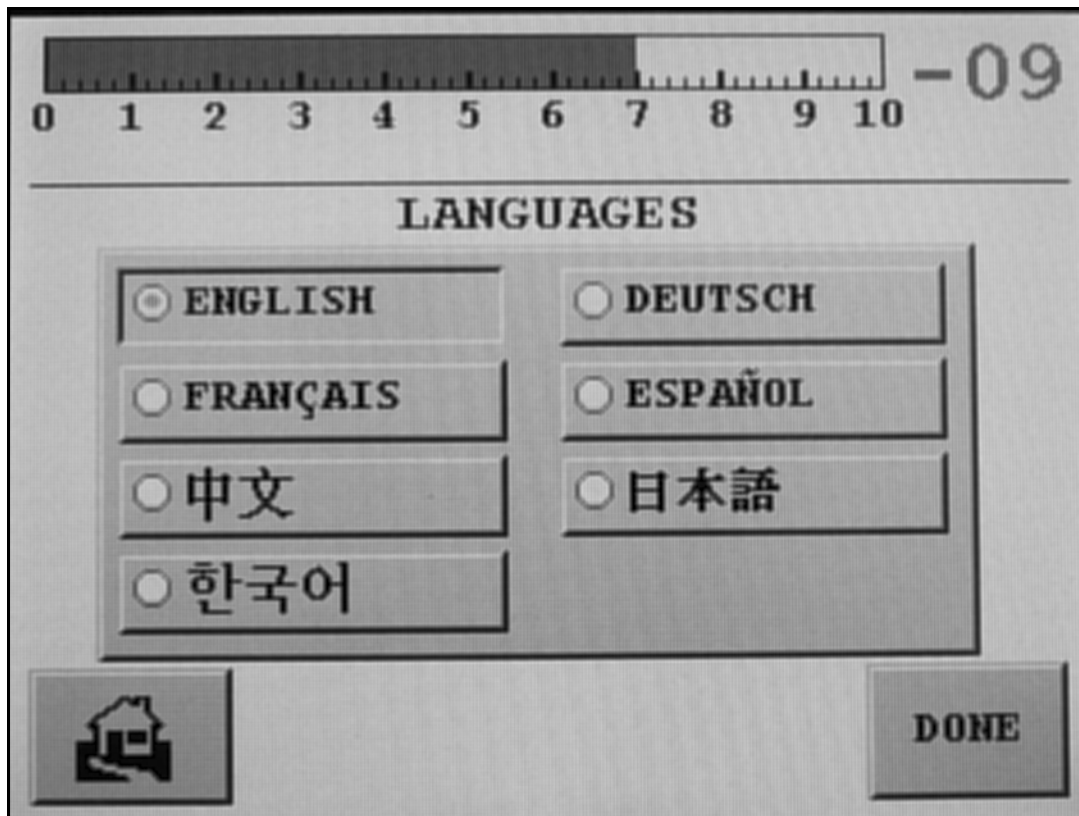 -09
0 1 2 3 4 5 6 7 8 9 10
LANGUAGES
ENGLISH DEUTSCH
FRANÇAIS ESPAÑOL
中文 日本語
한국어
DONE